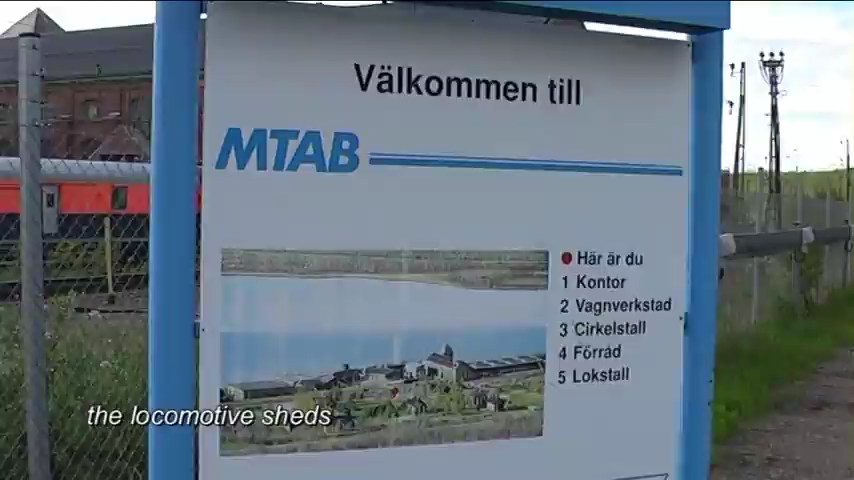 Välkommen till
MTAB
Här är du
1 Kontor
2 Vagnverkstad
3 Cirkelstall
4 Förråd
5 Lokstall
the locomotive sheds